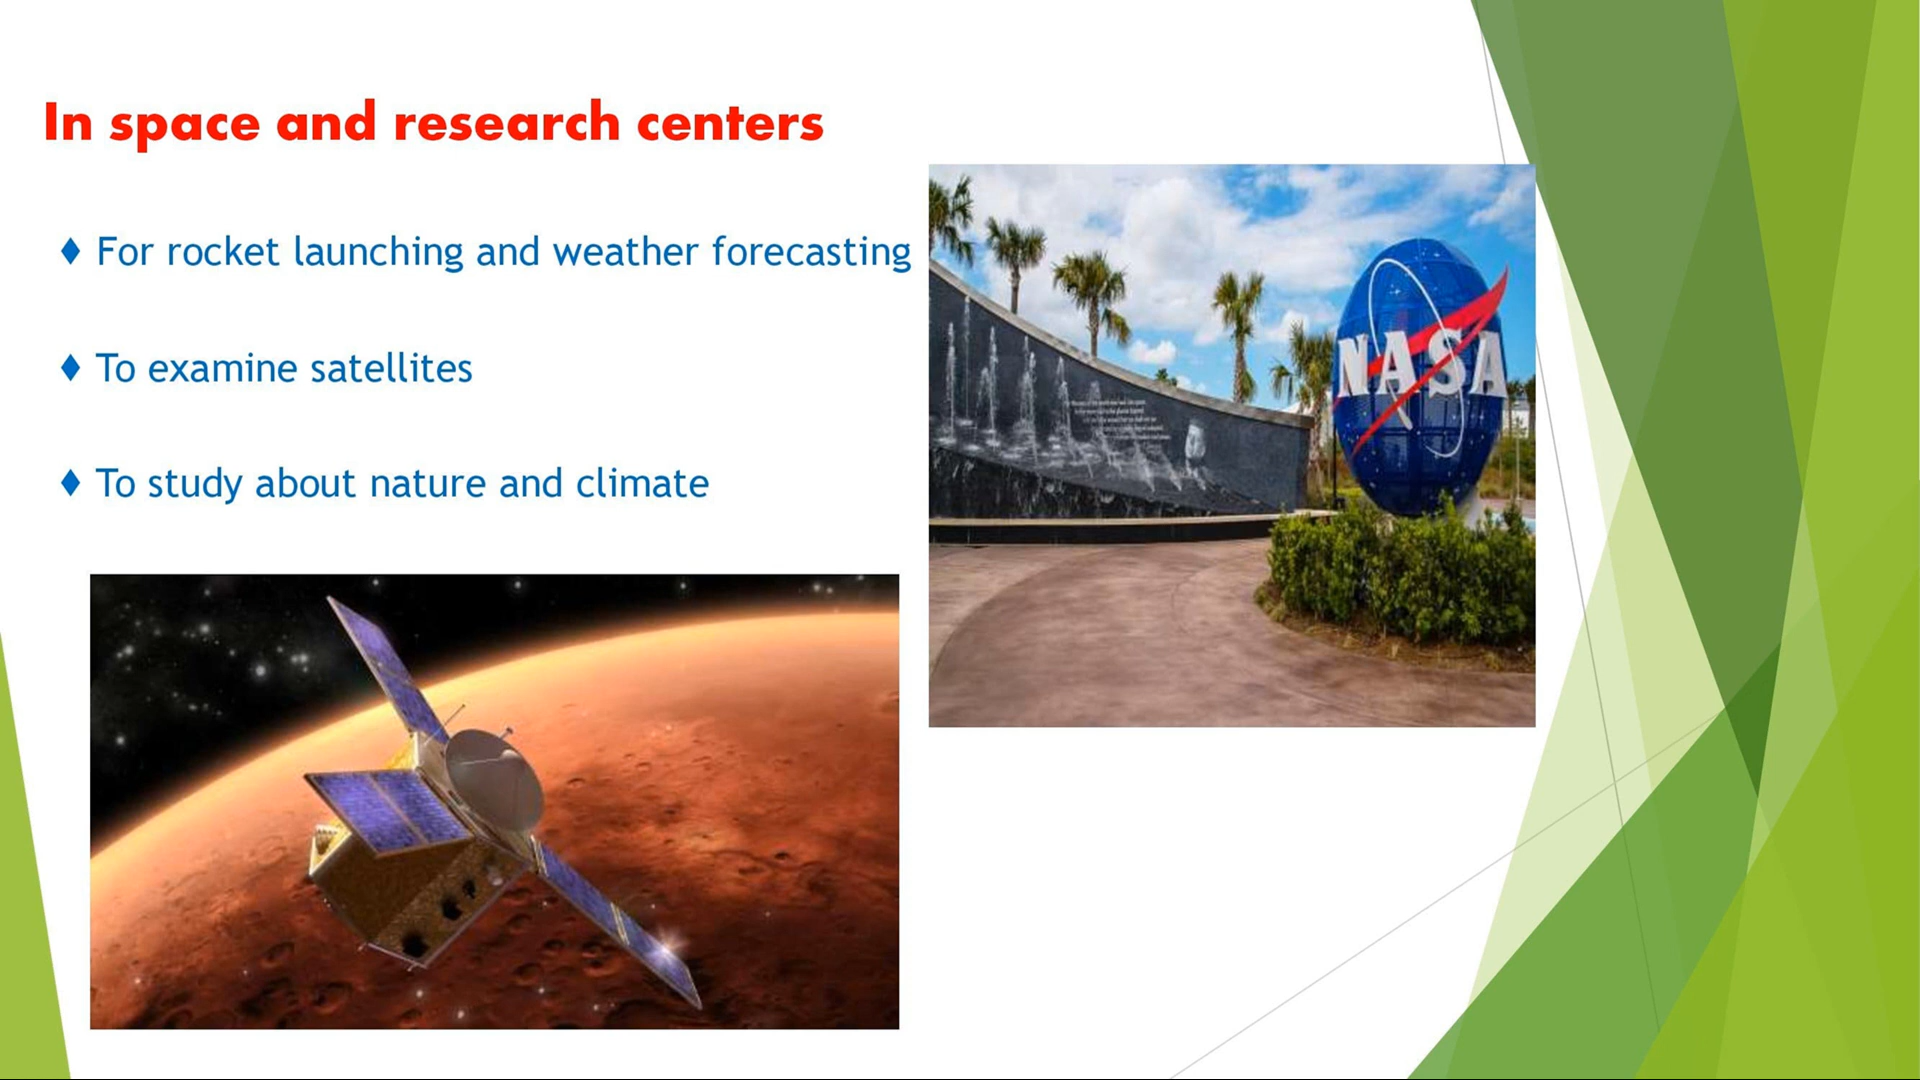 In space and research centers
For rocket launching and weather forecasting
To examine satellites
To study about nature and climate
NASA